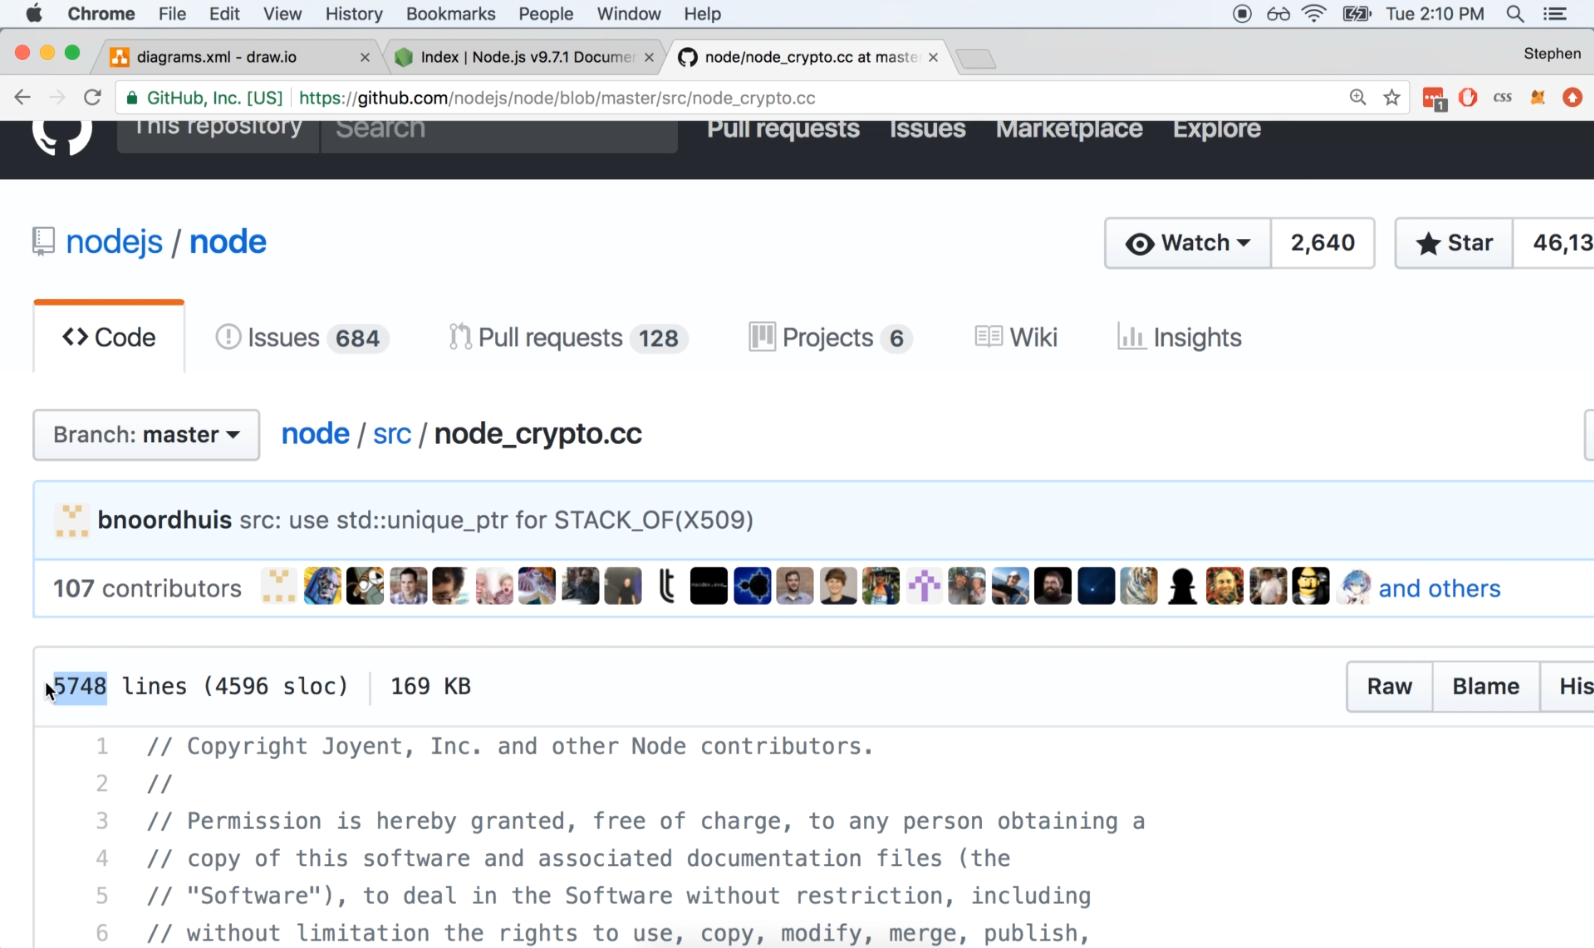 Chrome File Edit View History Bookmarks People Window Help Tue 2:10 PM
diagrams.xml - draw.io Index | Node.js v9.7.1 Documen node/node_crypto.cc at maste Stephen
GitHub, Inc. [US] https://github.com/nodejs/node/blob/master/src/node_crypto.cc 1 css
This repository Search Pull requests Issues Marketplace Explore
nodejs / node Watch 2,640 Star 46,13
Code Issues 684 Pull requests 128 Projects 6 Wiki Insights
Branch: master node / src / node_crypto.cc
bnoordhuis src: use std::unique_ptr for STACK_OF(X509)
107 contributors and others
5748 lines (4596 sloc) 169 KB Raw Blame His
1 // Copyright Joyent, Inc. and other Node contributors.
2 //
3 // Permission is hereby granted, free of charge, to any person obtaining a
4 // copy of this software and associated documentation files (the
5 // "Software"), to deal in the Software without restriction, including
6 // without limitation the rights to use, copy, modify, merge, publish,